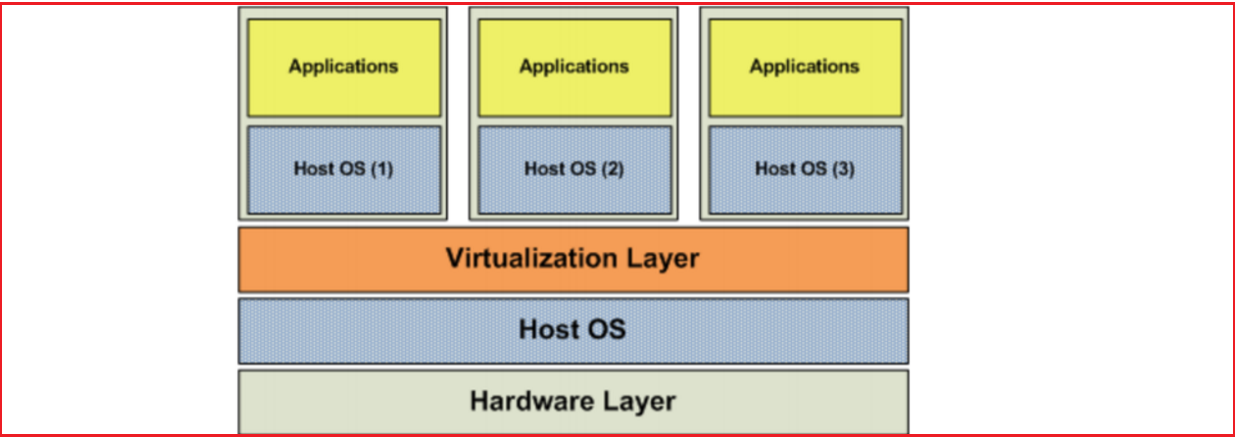 Applications Applications Applications
Host OS (1) Host OS (2) Host OS (3)
Virtualization Layer
Host OS
Hardware Layer